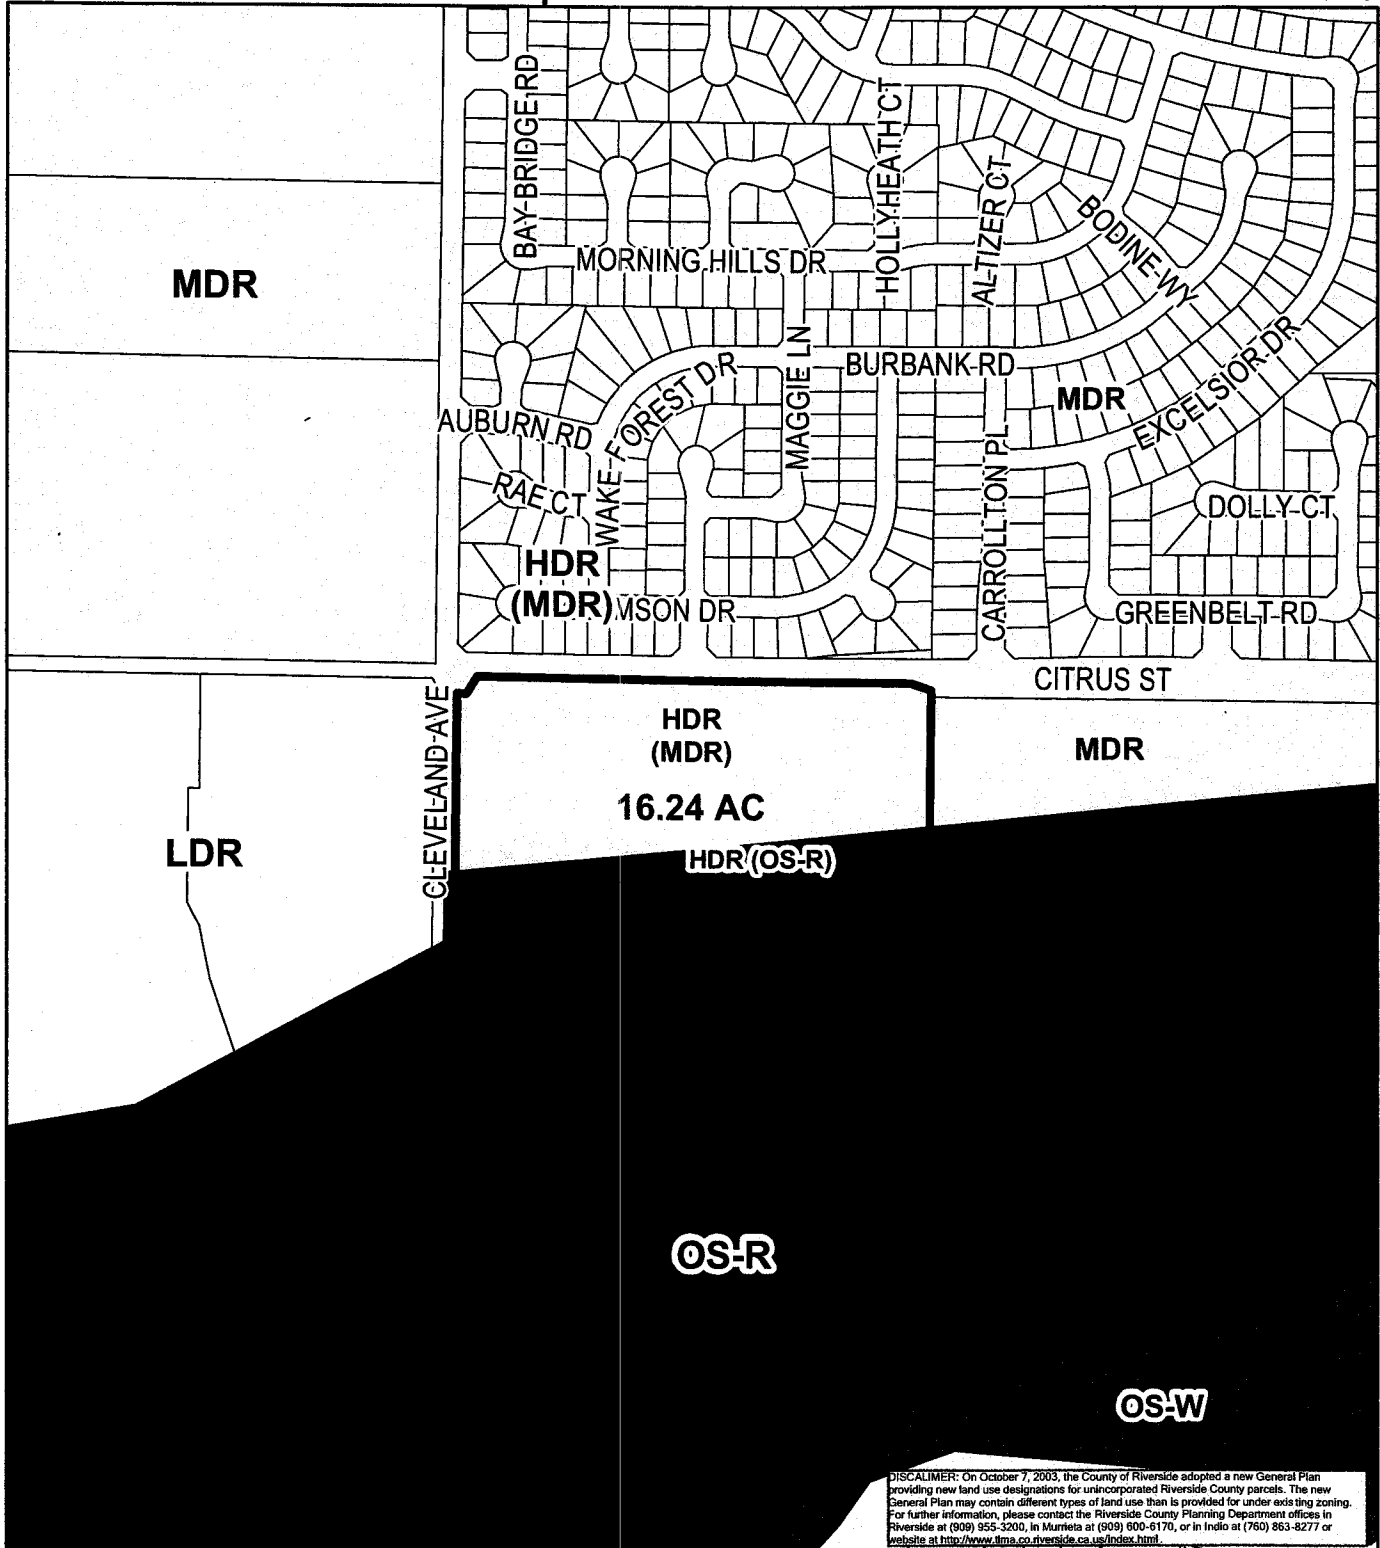 BAY-BRIDGE RD
HOLLYHEATH CT
ALTIZER CT
BODINE WY
MORNING HILLS DR
MDR
MAGGIE LN
BURBANK RD
WAKE FOREST DR
MDR
EXCELSIOR DR
AUBURN RD
CARROLLTON PL
RAE CT
DOLLY CT
HDR
(MDR)
MSON DR
GREENBELT RD
CITRUS ST
CLEVELAND AVE
HDR
(MDR)
MDR
16.24 AC
LDR
HDR (OS-R)
OS-R
OS-W
DISCALIMER: On October 7, 2003, the County of Riverside adopted a new General Plan
providing new land use designations for unincorporated Riverside County parcels. The new
General Plan may contain different types of land use than is provided for under existing zoning.
For further information, please contact the Riverside County Planning Department offices in
Riverside at (909) 955-3200, in Murrieta at (909) 600-6170, or in Indio at (760) 863-8277 or
website at http://www.tlma.co.riverside.ca.us/index.html.